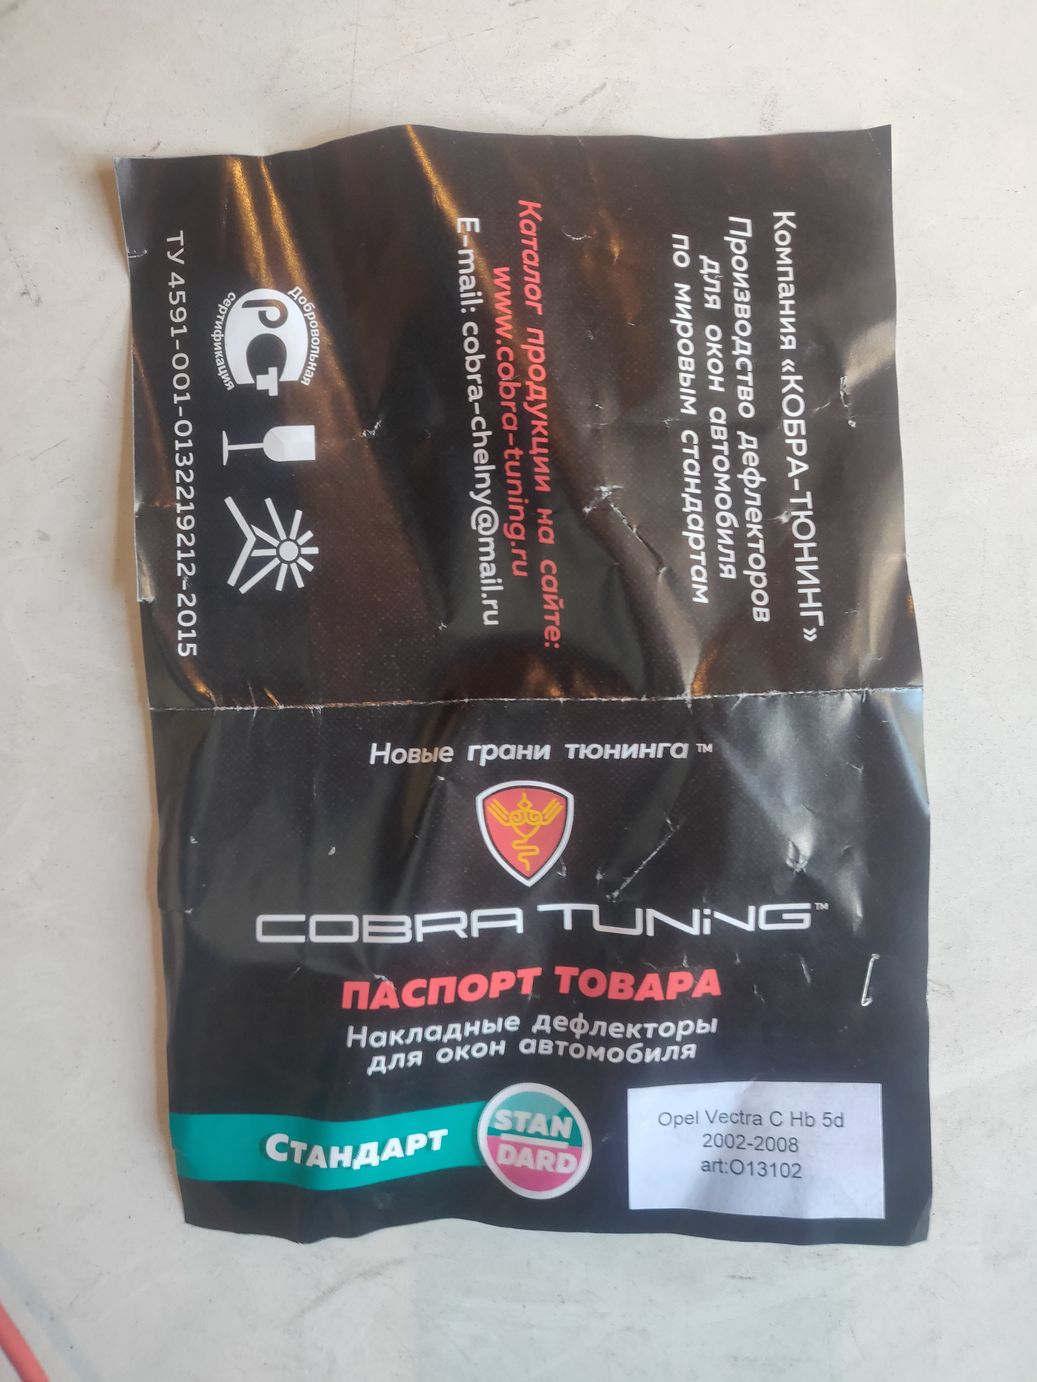 Компания «КОБРА-ТЮНИНГ»
Производство дефлекторов
для окон автомобиля
по мировым стандартам
Каталог продукции на сайте:
www.cobra-tuning.ru
E-mail: cobra-chelny@mail.ru
Добровольная
РСТ
сертификация
ТУ 4591-001-0132219212-2015
Новые грани тюнинга™
COBRA TUNiNG™
ПАСПОРТ ТОВАРА
Накладные дефлекторы
для окон автомобиля
Стандарт
STAN
DARD
Opel Vectra C Hb 5d
2002-2008
art:O13102